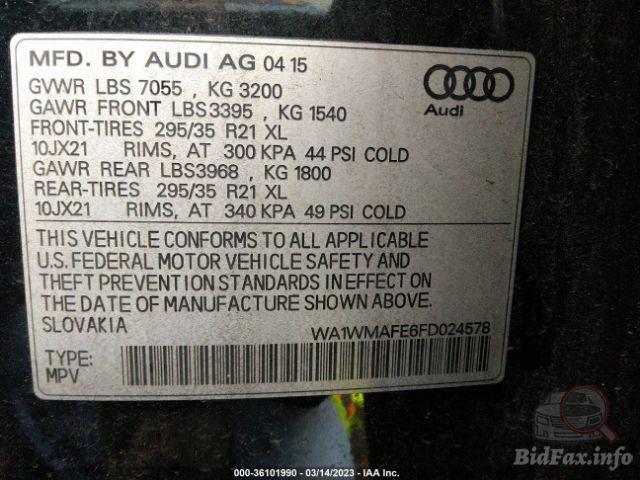 MFD. BY AUDI AG 04 15
GVWR LBS 7055 , KG 3200
GAWR FRONT LBS3395 , KG 1540
FRONT-TIRES 295/35 R21 XL
10JX21 RIMS, AT 300 KPA 44 PSI COLD
GAWR REAR LBS3968 , KG 1800
REAR-TIRES 295/35 R21 XL
10JX21 RIMS, AT 340 KPA 49 PSI COLD
Audi
THIS VEHICLE CONFORMS TO ALL APPLICABLE
U.S. FEDERAL MOTOR VEHICLE SAFETY AND
THEFT PREVENTION STANDARDS IN EFFECT ON
THE DATE OF MANUFACTURE SHOWN ABOVE.
SLOVAKIA
WA1WMAFE6FD024578
TYPE:
MPV
BidFax.info
000-36101990 - 03/14/2023 - IAA Inc.